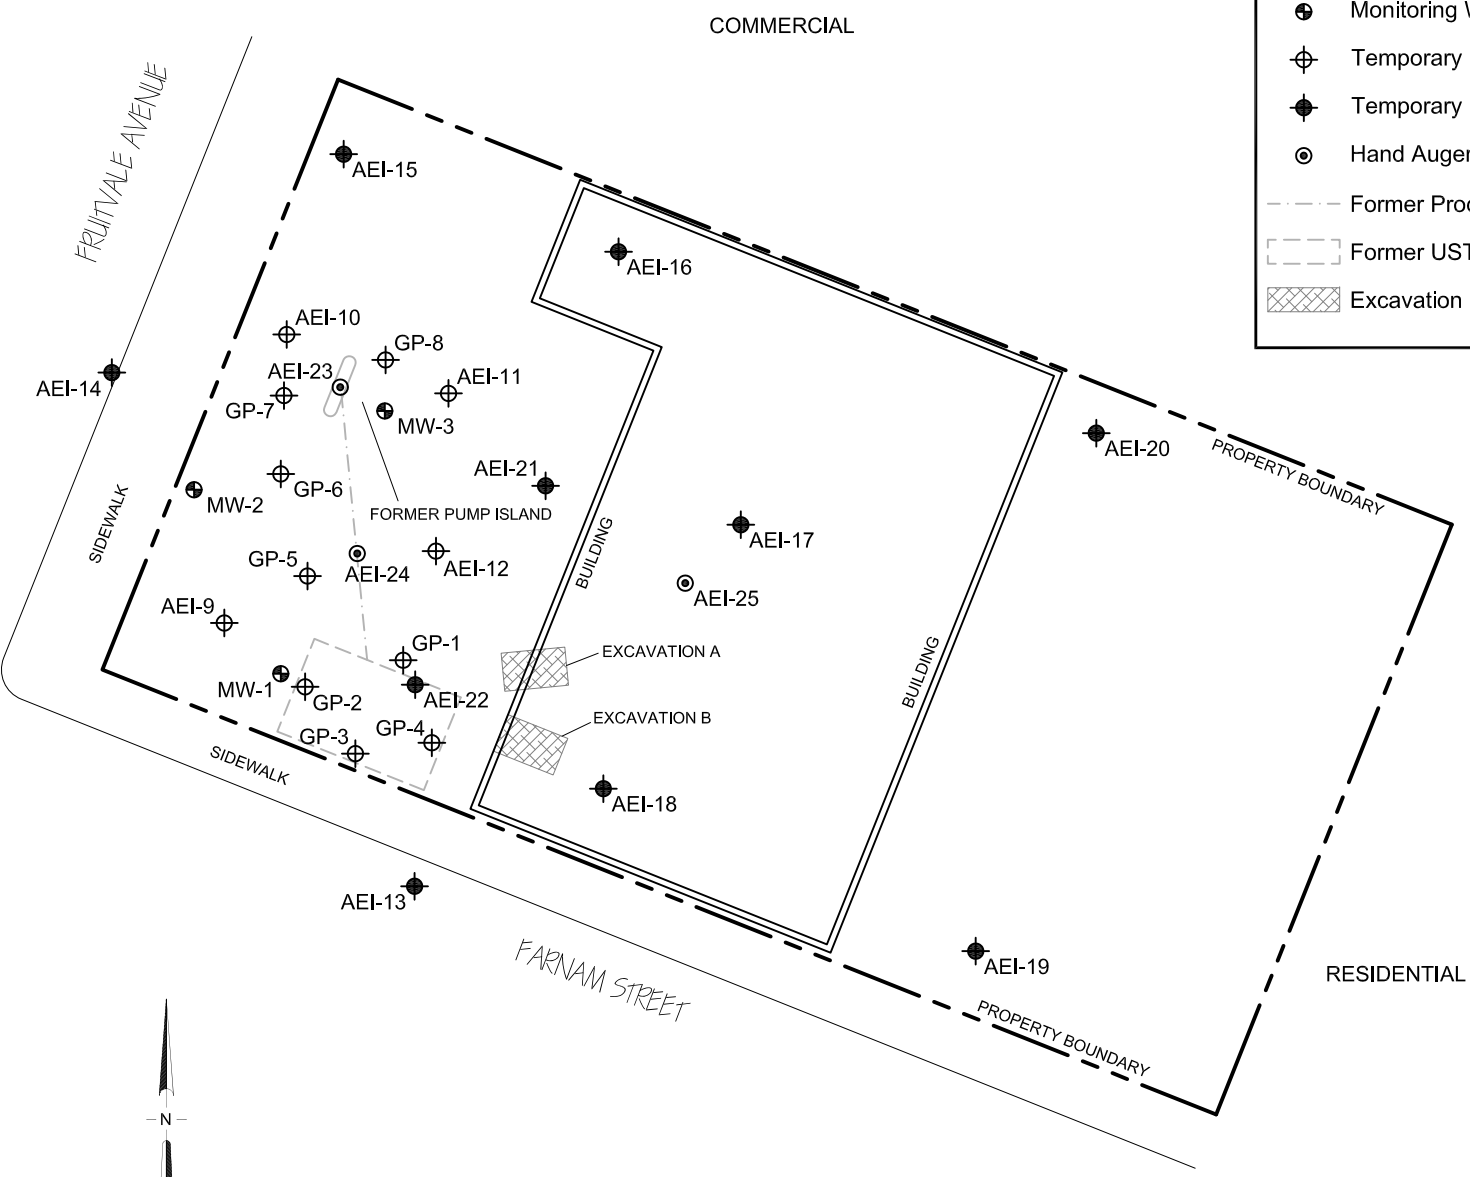 COMMERCIAL
Monitoring
Temporary
Temporary
Hand Auger
Former
Former UST
Excavation
FRUITVALE AVENUE
AEI-15
AEI-16
AEI-10
GP-8
AEI-23
AEI-11
AEI-14
GP-7
MW-3
AEI-20
PROPERTY BOUNDARY
AEI-21
GP-6
MW-2
FORMER PUMP ISLAND
SIDEWALK
BUILDING
AEI-17
GP-5
AEI-24
AEI-12
AEI-25
AEI-9
GP-1
EXCAVATION A
BUILDING
MW-1
GP-2
AEI-22
EXCAVATION B
GP-3
GP-4
SIDEWALK
AEI-18
AEI-13
FARNAM STREET
AEI-19
RESIDENTIAL
PROPERTY BOUNDARY
N